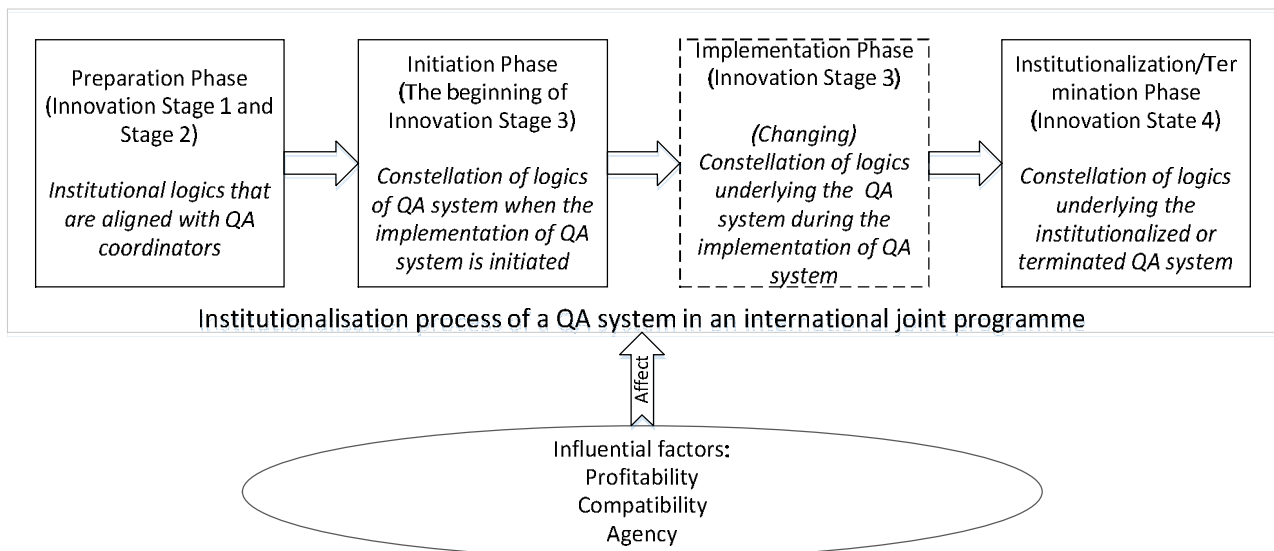 Preparation Phase
(Innovation Stage 1 and
Stage 2)
Institutional logics that
are aligned with QA
coordinators
Initiation Phase
(The beginning of
Innovation Stage 3)
Constellation of logics
of QA system when the
implementation of QA
system is initiated
Implementation Phase
(Innovation Stage 3)
(Changing)
Constellation of logics
underlying the QA
system during the
implementation of QA
system
Institutionalization/Ter
mination Phase
(Innovation State 4)
Constellation of logics
underlying the
institutionalized or
terminated QA system
Institutionalisation process of a QA system in an international joint programme
Affect
Influential factors:
Profitability
Compatibility
Agency